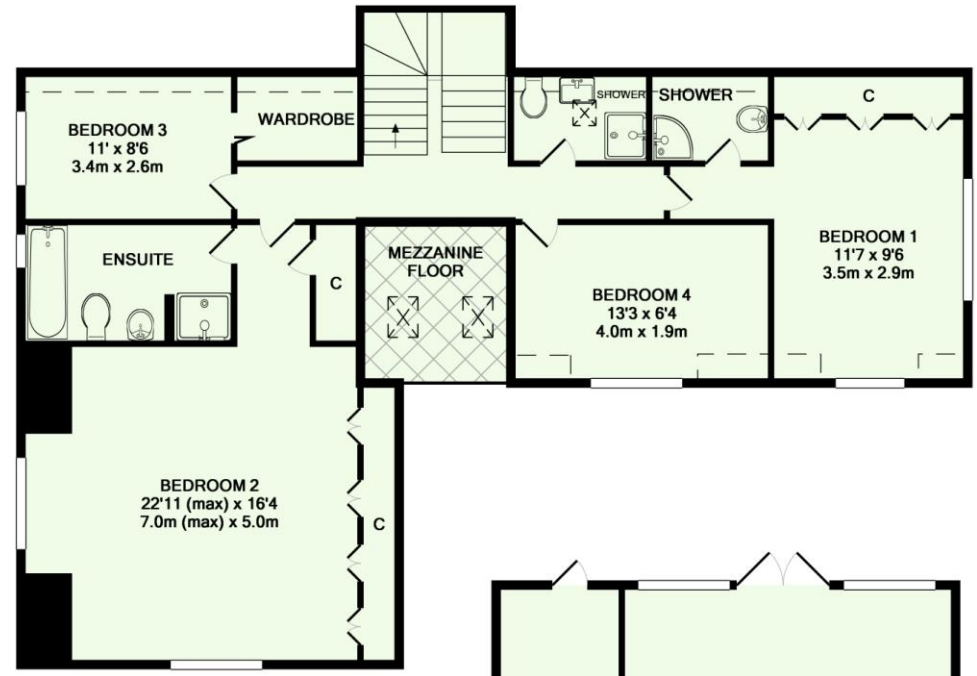 BEDROOM 3
11' x 8'6
3.4m x 2.6m
WARDROBE
SHOWER
SHOWER
C
BEDROOM 1
11'7 x 9'6
3.5m x 2.9m
ENSUITE
C
MEZZANINE
FLOOR
BEDROOM 4
13'3 x 6'4
4.0m x 1.9m
BEDROOM 2
22'11 (max) x 16'4
7.0m (max) x 5.0m
C